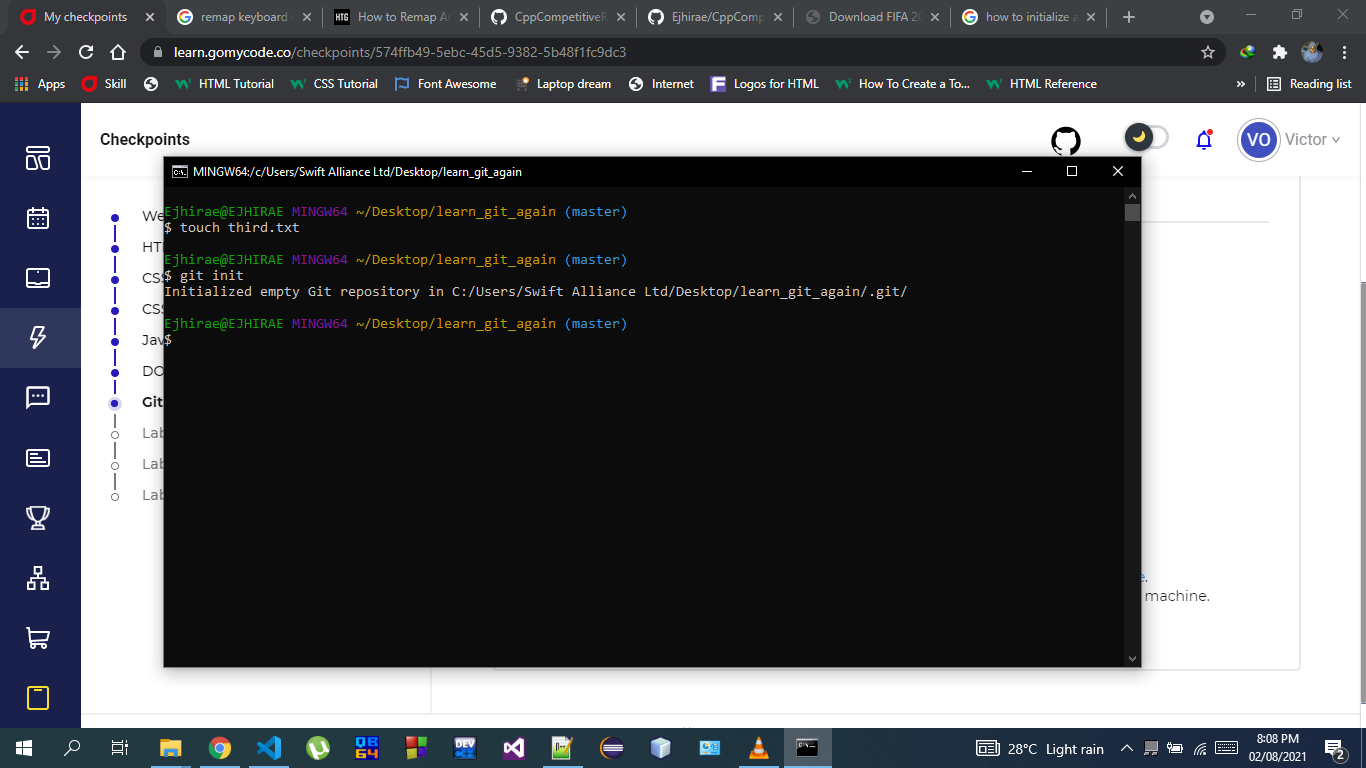 My checkpoints
remap keyboard
How to Remap A
CppCompetitiveR
Ejhirae/CppComp
Download FIFA 20
how to initialize a
learn.gomycode.co/checkpoints/574ffb49-5ebc-45d5-9382-5b48f1fc9dc3
Apps
Skill
HTML Tutorial
CSS Tutorial
Font Awesome
Laptop dream
Internet
Logos for HTML
How To Create a To...
HTML Reference
»
Reading list
Checkpoints
VO
Victor
MINGW64:/c/Users/Swift Alliance Ltd/Desktop/learn_git_again
Ejhirae@EJHIRAE MINGW64 ~/Desktop/learn_git_again (master)
$ touch third.txt
Ejhirae@EJHIRAE MINGW64 ~/Desktop/learn_git_again (master)
$ git init
Initialized empty Git repository in C:/Users/Swift Alliance Ltd/Desktop/learn_git_again/.git/
Ejhirae@EJHIRAE MINGW64 ~/Desktop/learn_git_again (master)
$
We
HT
CSS
CSS
Jav
DO
Git
Lab
Lab
Lab
e.
machine.
28°C Light rain
8:08 PM
02/08/2021
2